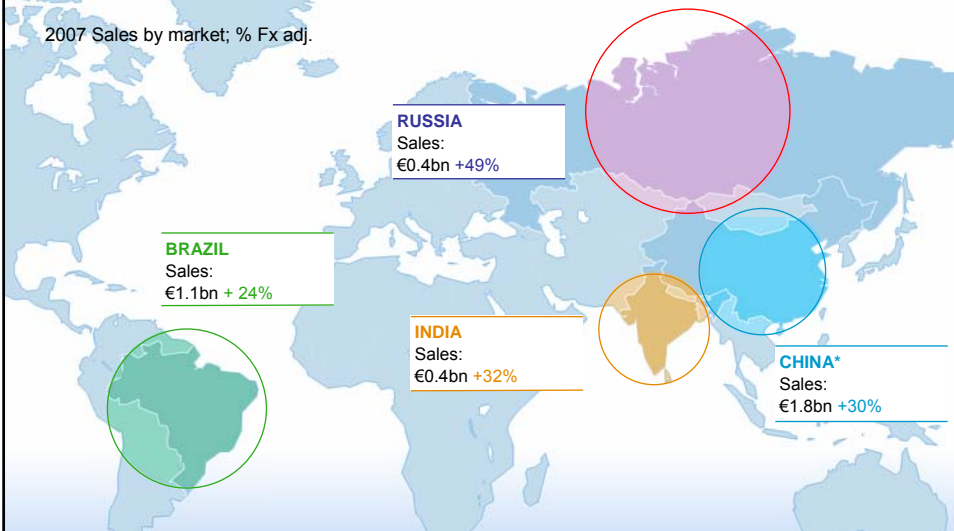 2007 Sales by market; % Fx adj.
RUSSIA
Sales:
€0.4bn +49%
BRAZIL
Sales:
€1.1bn + 24%
INDIA
Sales:
€0.4bn +32%
CHINA*
Sales:
€1.8bn +30%